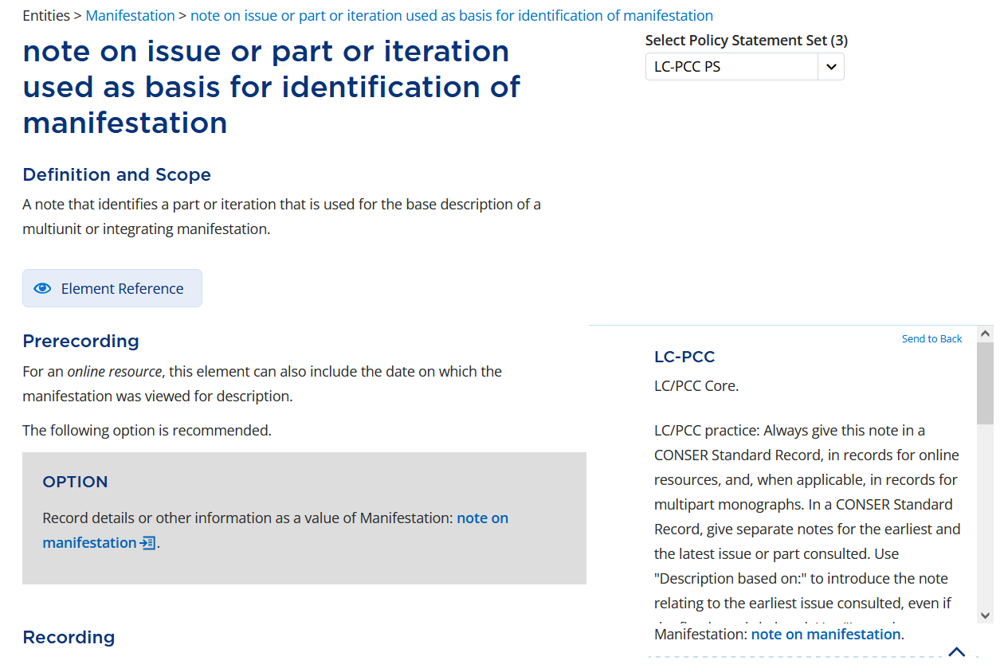 Entities > Manifestation > note on issue or part or iteration used as basis for identification of manifestation
note on issue or part or iteration
used as basis for identification of
manifestation
Select Policy Statement Set (3)
LC-PCC PS
Definition and Scope
A note that identifies a part or iteration that is used for the base description of a
multiunit or integrating manifestation.
Element Reference
Prerecording
For an online resource, this element can also include the date on which the
manifestation was viewed for description.
The following option is recommended.
OPTION
Record details or other information as a value of Manifestation: note on
manifestation.
Recording
Send to Back
LC-PCC
LC/PCC Core.
LC/PCC practice: Always give this note in a
CONSER Standard Record, in records for online
resources, and, when applicable, in records for
multipart monographs. In a CONSER Standard
Record, give separate notes for the earliest and
the latest issue or part consulted. Use
"Description based on:" to introduce the note
relating to the earliest issue consulted, even if
Manifestation: note on manifestation.